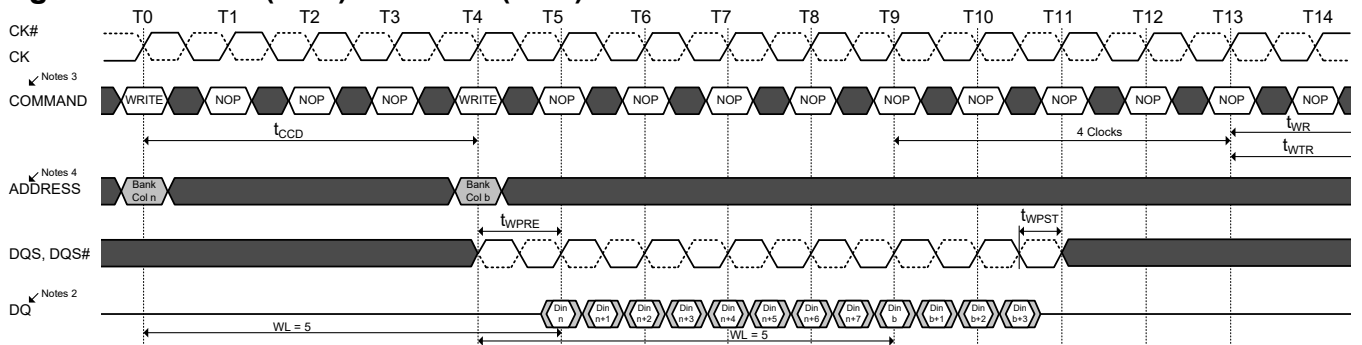 T0 T1 T2 T3 T4 T5 T6 T7 T8 T9 T10 T11 T12 T13 T14
CK#
CK
Notes 3
COMMAND WRITE NOP NOP NOP WRITE NOP NOP NOP NOP NOP NOP NOP NOP NOP NOP
tCCD 4 Clocks tWR
tWTR
Notes 4
ADDRESS Bank Col n Bank Col b
tWPRE tWPST
DQS, DQS#
Notes 2
DQ Din n Din n+1 Din n+2 Din n+3 Din n+4 Din n+5 Din n+6 Din n+7 Din b Din b+1 Din b+2 Din b+3
WL = 5 WL = 5